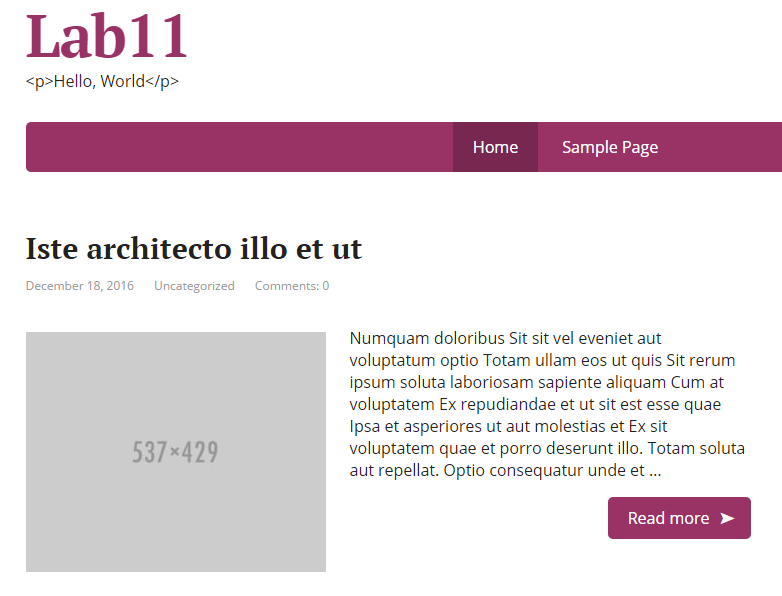 Lab11
<p>Hello, World</p>
Home Sample Page
Iste architecto illo et ut
December 18, 2016 Uncategorized Comments: 0
537×429
Numquam doloribus Sit sit vel eveniet aut
voluptatum optio Totam ullam eos ut quis Sit rerum
ipsum soluta laboriosam sapiente aliquam Cum at
voluptatem Ex repudiandae et ut sit est esse quae
Ipsa et asperiores ut aut molestias et Ex sit
voluptatem quae et porro deserunt illo. Totam soluta
aut repellat. Optio consequatur unde et ...
Read more